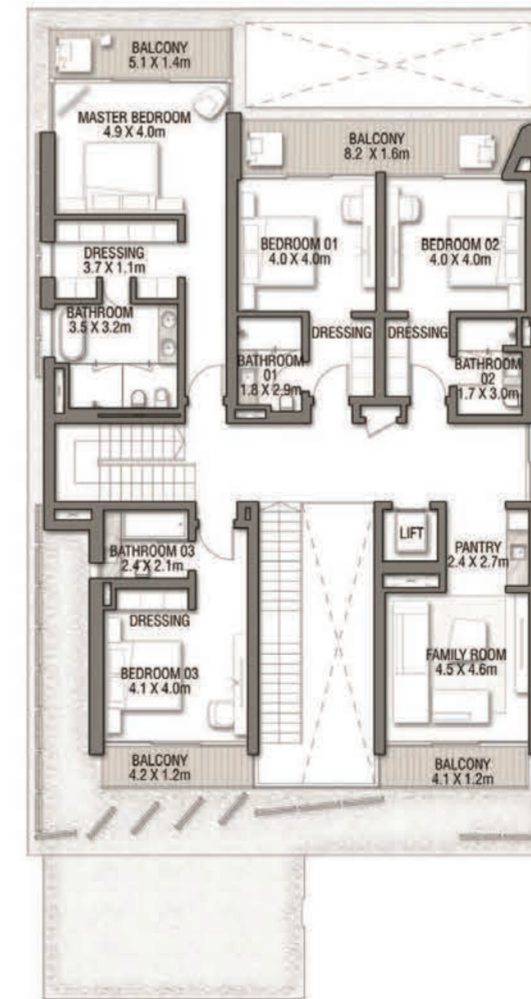 BALCONY
5.1 X 1.4m
MASTER BEDROOM
4.9 X 4.0m
BALCONY
8.2 X 1.6m
BEDROOM 01
4.0 X 4.0m
BEDROOM 02
4.0 X 4.0m
DRESSING
3.7 X 1.1m
BATHROOM
3.5 X 3.2m
DRESSING
DRESSING
BATHROOM
01
1.8 X 2.9m
BATHROOM
02
1.7 X 3.0m
LIFT
PANTRY
2.4 X 2.7m
BATHROOM 03
2.4 X 2.1m
DRESSING
BEDROOM 03
4.1 X 4.0m
FAMILY ROOM
4.5 X 4.6m
BALCONY
4.2 X 1.2m
BALCONY
4.1 X 1.2m